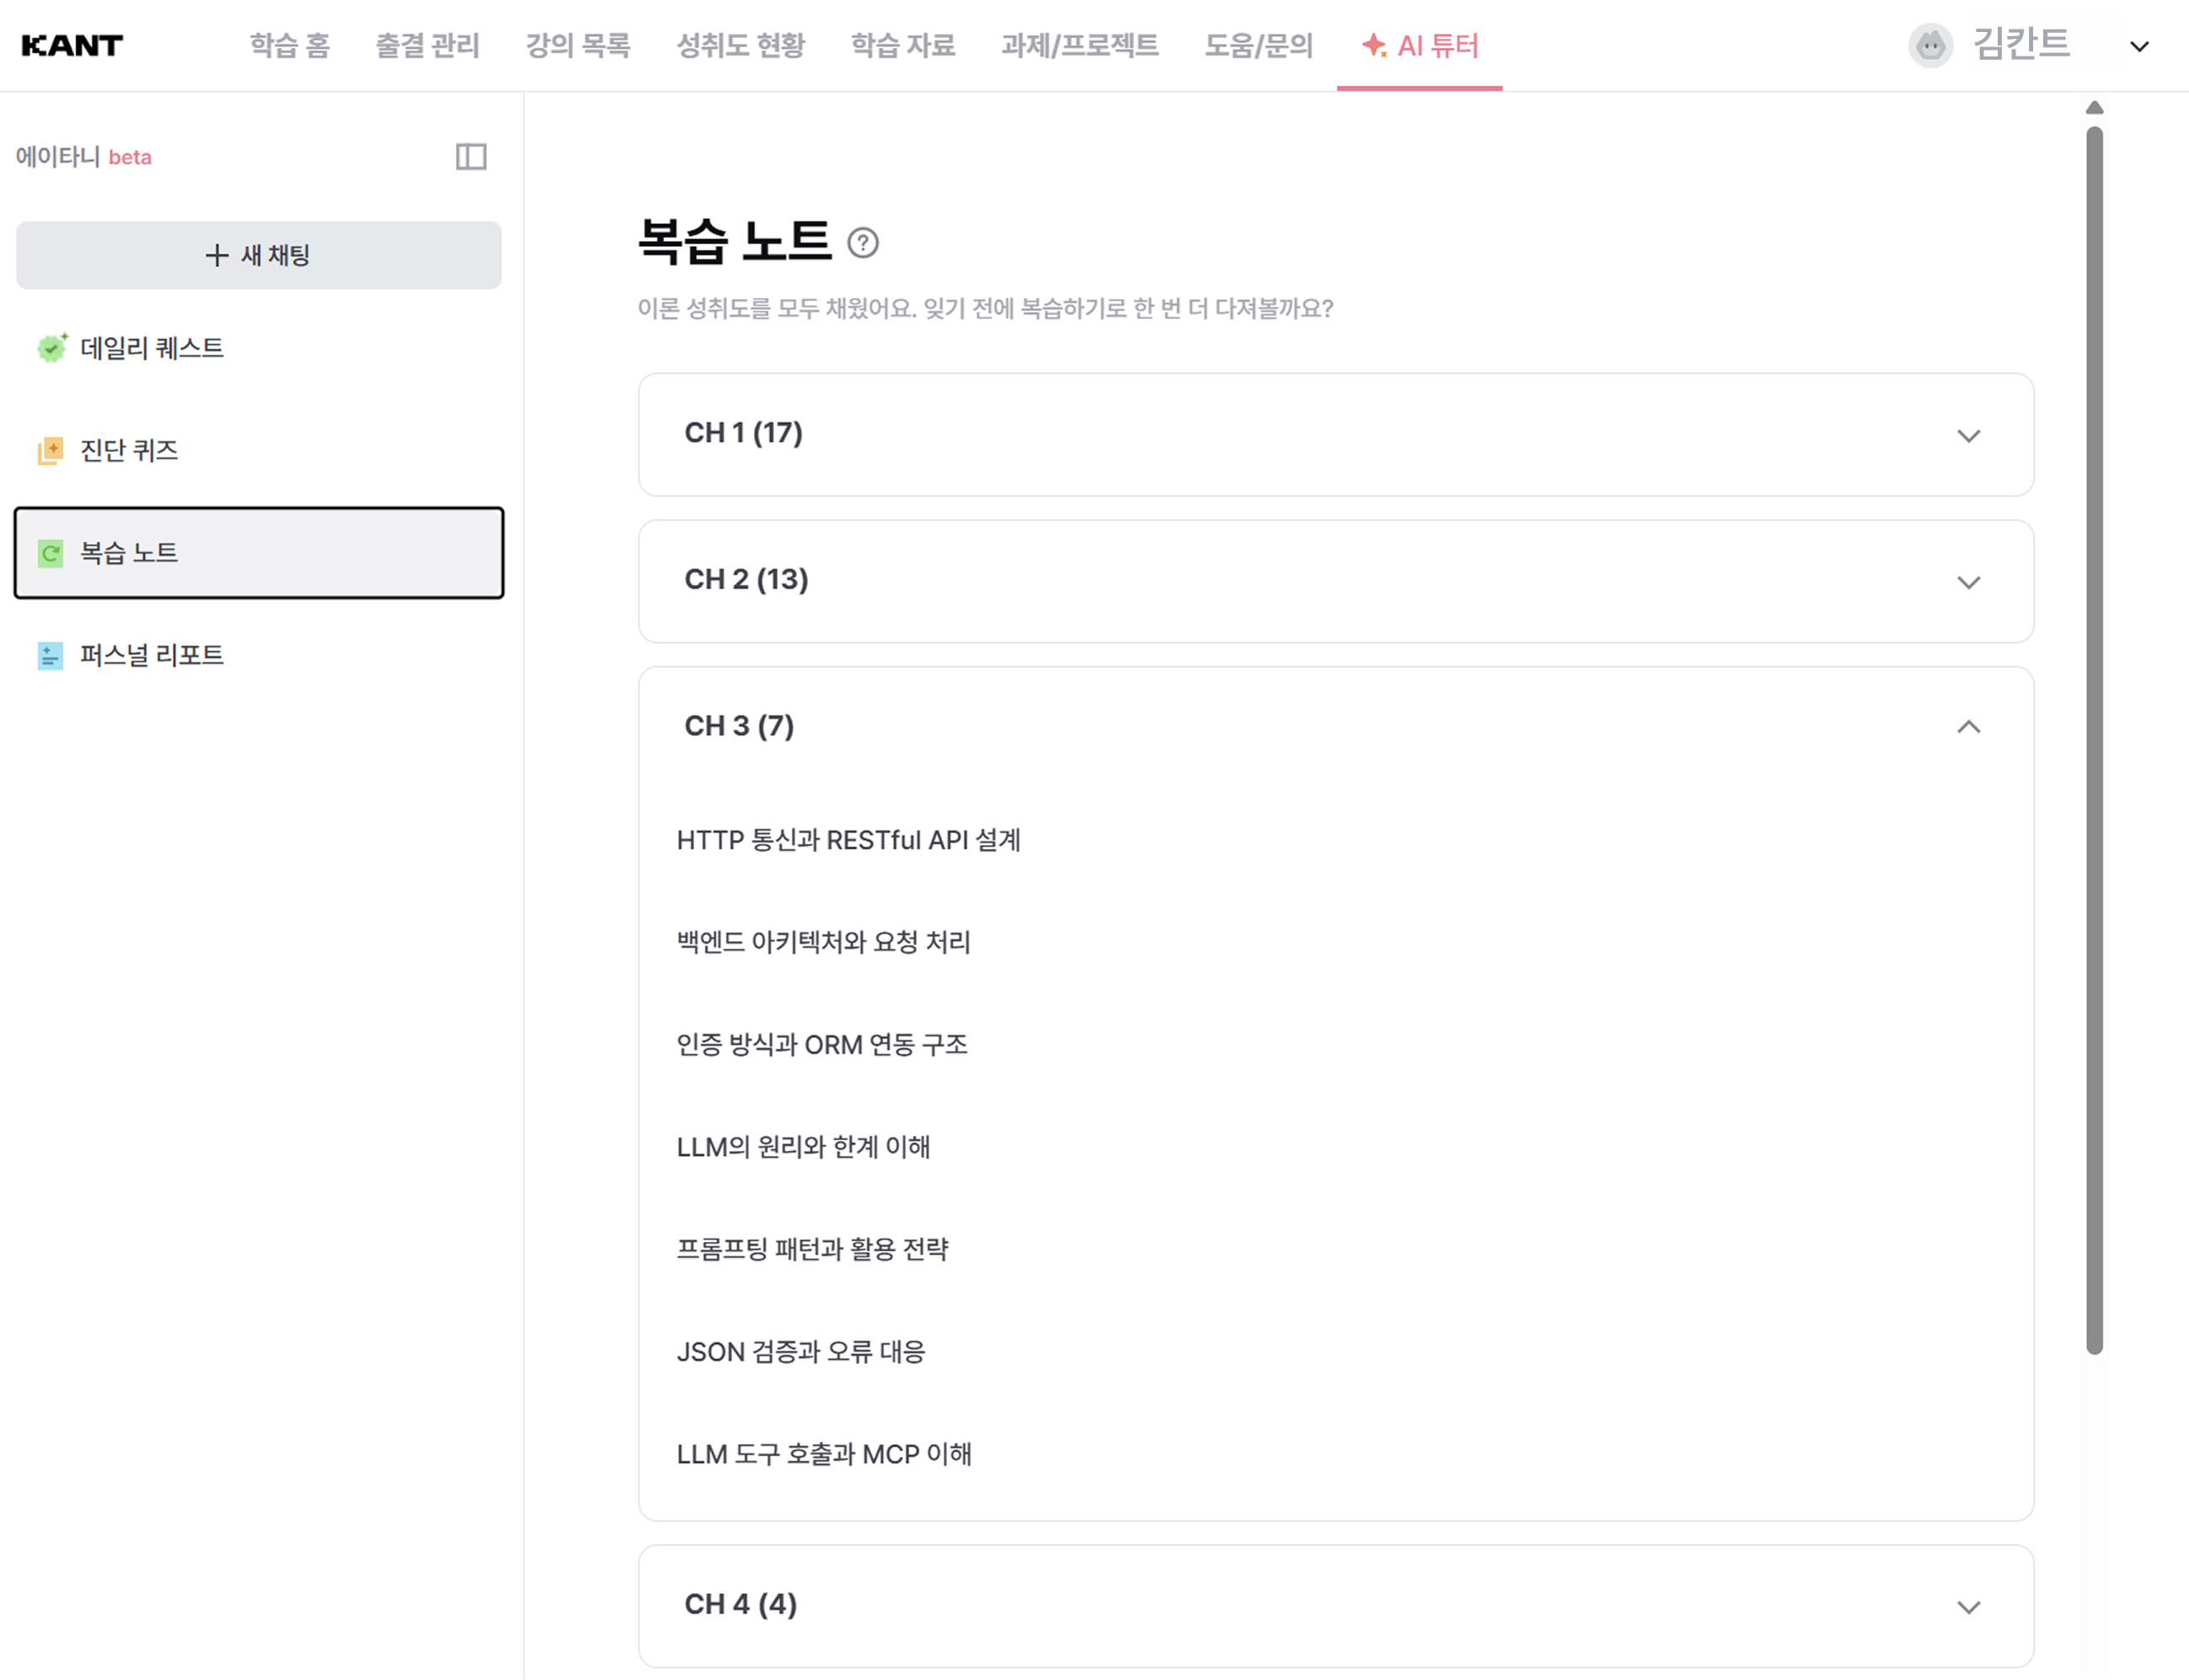 KANT 학습 홈 출결 관리 강의 목록 성취도 현황 학습 자료 과제/프로젝트 도움/문의 AI 튜터 김칸트
에이타니 beta
+ 새 채팅
데일리 퀘스트
진단 퀴즈
복습 노트
퍼스널 리포트
복습 노트 ?
이론 성취도를 모두 채웠어요. 잊기 전에 복습하기로 한 번 더 다져볼까요?
CH 1 (17)
CH 2 (13)
CH 3 (7)
HTTP 통신과 RESTful API 설계
백엔드 아키텍처와 요청 처리
인증 방식과 ORM 연동 구조
LLM의 원리와 한계 이해
프롬프팅 패턴과 활용 전략
JSON 검증과 오류 대응
LLM 도구 호출과 MCP 이해
CH 4 (4)